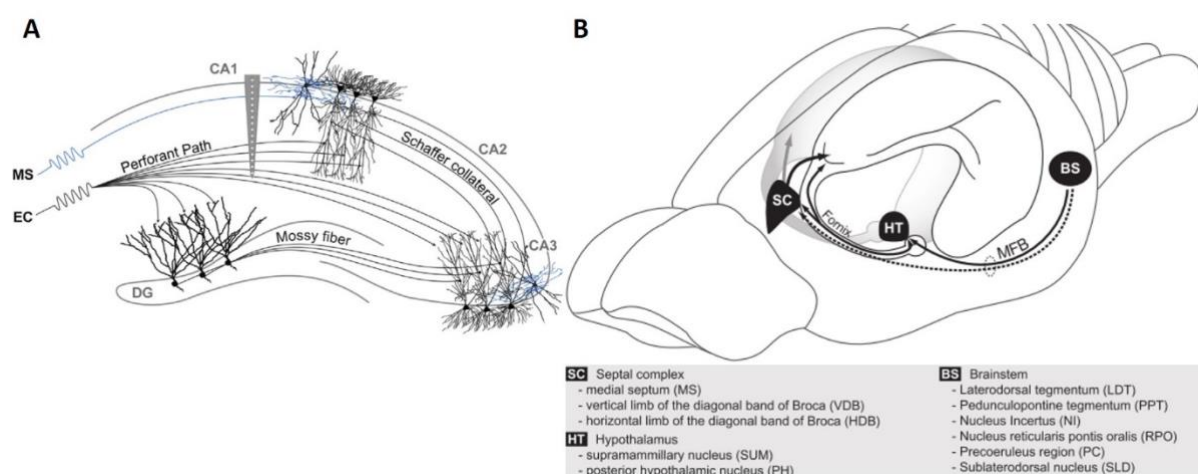 A
CA1
MS
EC
Perforant Path
Schaffer collateral
CA2
Mossy fiber
CA3
DG
B
BS
SC
HT
Fornix
MFB
SC Septal complex
- medial septum (MS)
- vertical limb of the diagonal band of Broca (VDB)
- horizontal limb of the diagonal band of Broca (HDB)
HT Hypothalamus
- supramammillary nucleus (SUM)
- posterior hypothalamic nucleus (PH)
BS Brainstem
- Laterodorsal tegmentum (LDT)
- Pedunculopontine tegmentum (PPT)
- Nucleus Incertus (NI)
- Nucleus reticularis pontis oralis (RPO)
- Precoeruleus region (PC)
- Sublaterodorsal nucleus (SLD)